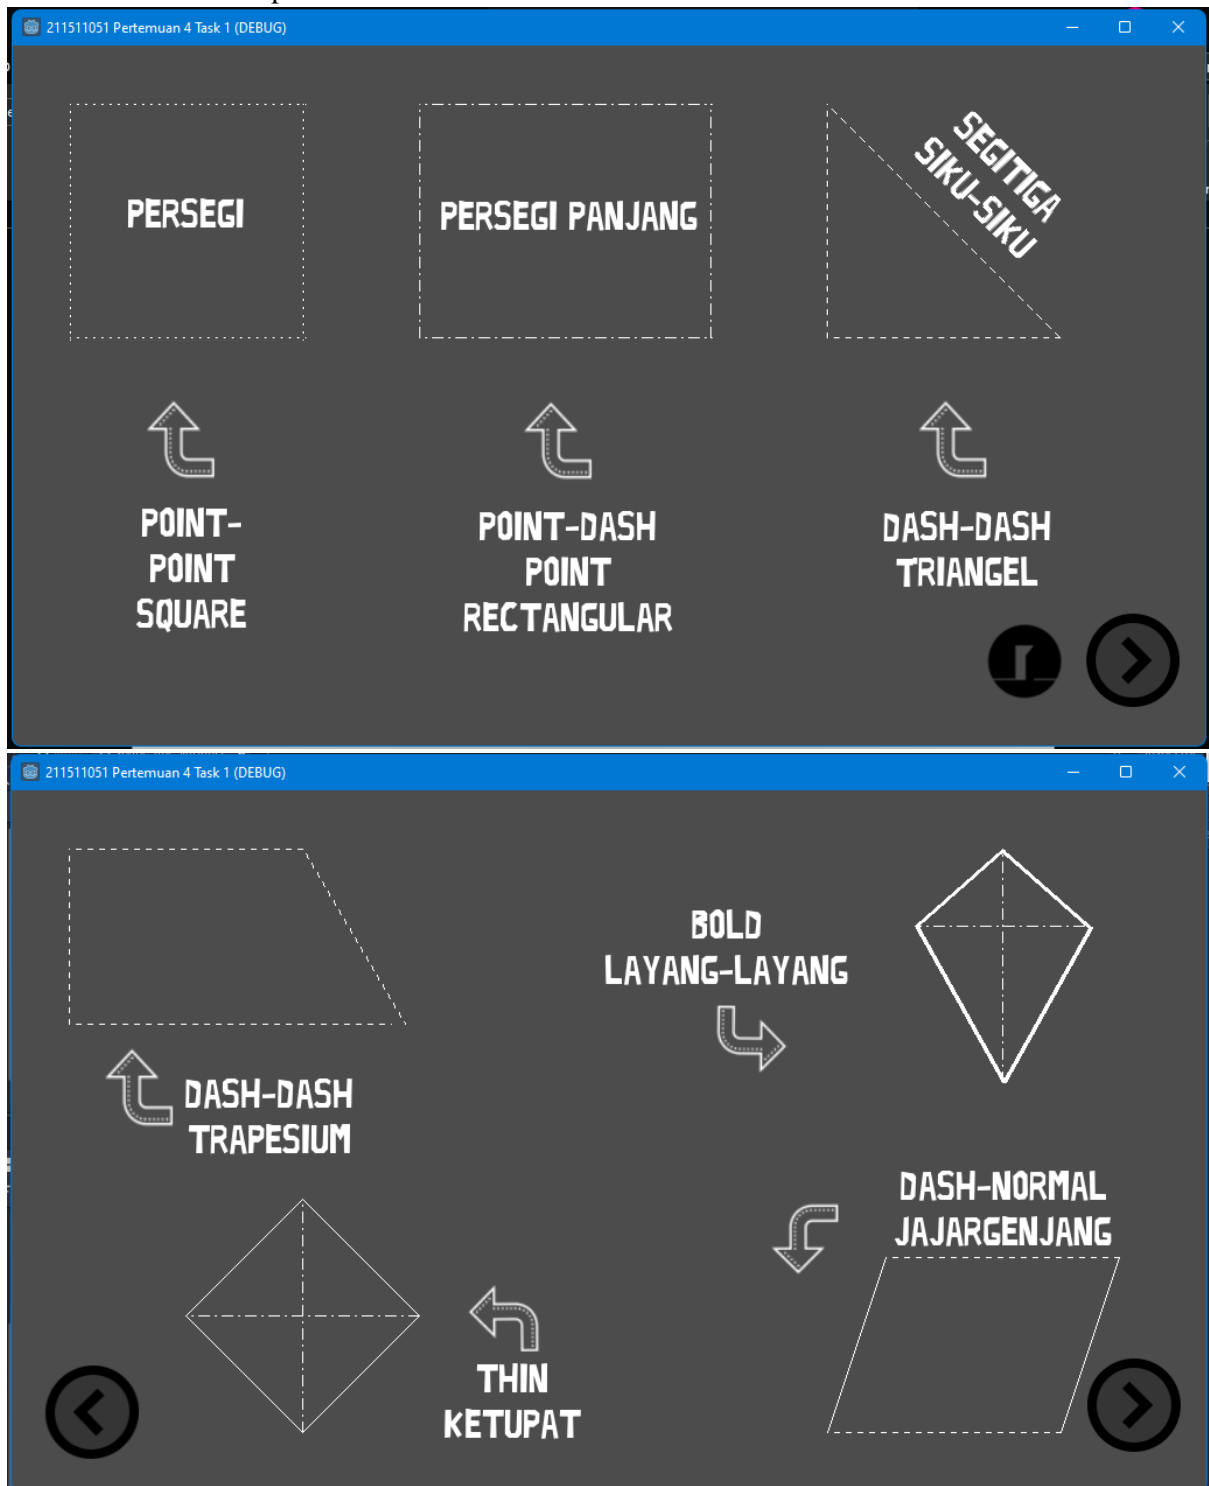 211511051 Pertemuan 4 Task 1 (DEBUG)
PERSEGI
PERSEGI PANJANG
SEGITIGA
SIKU-SIKU
POINT-
POINT
SQUARE
POINT-DASH
POINT
RECTANGULAR
DASH-DASH
TRIANGEL
211511051 Pertemuan 4 Task 1 (DEBUG)
BOLD
LAYANG-LAYANG
DASH-DASH
TRAPESIUM
DASH-NORMAL
JAJARGENJANG
THIN
KETUPAT